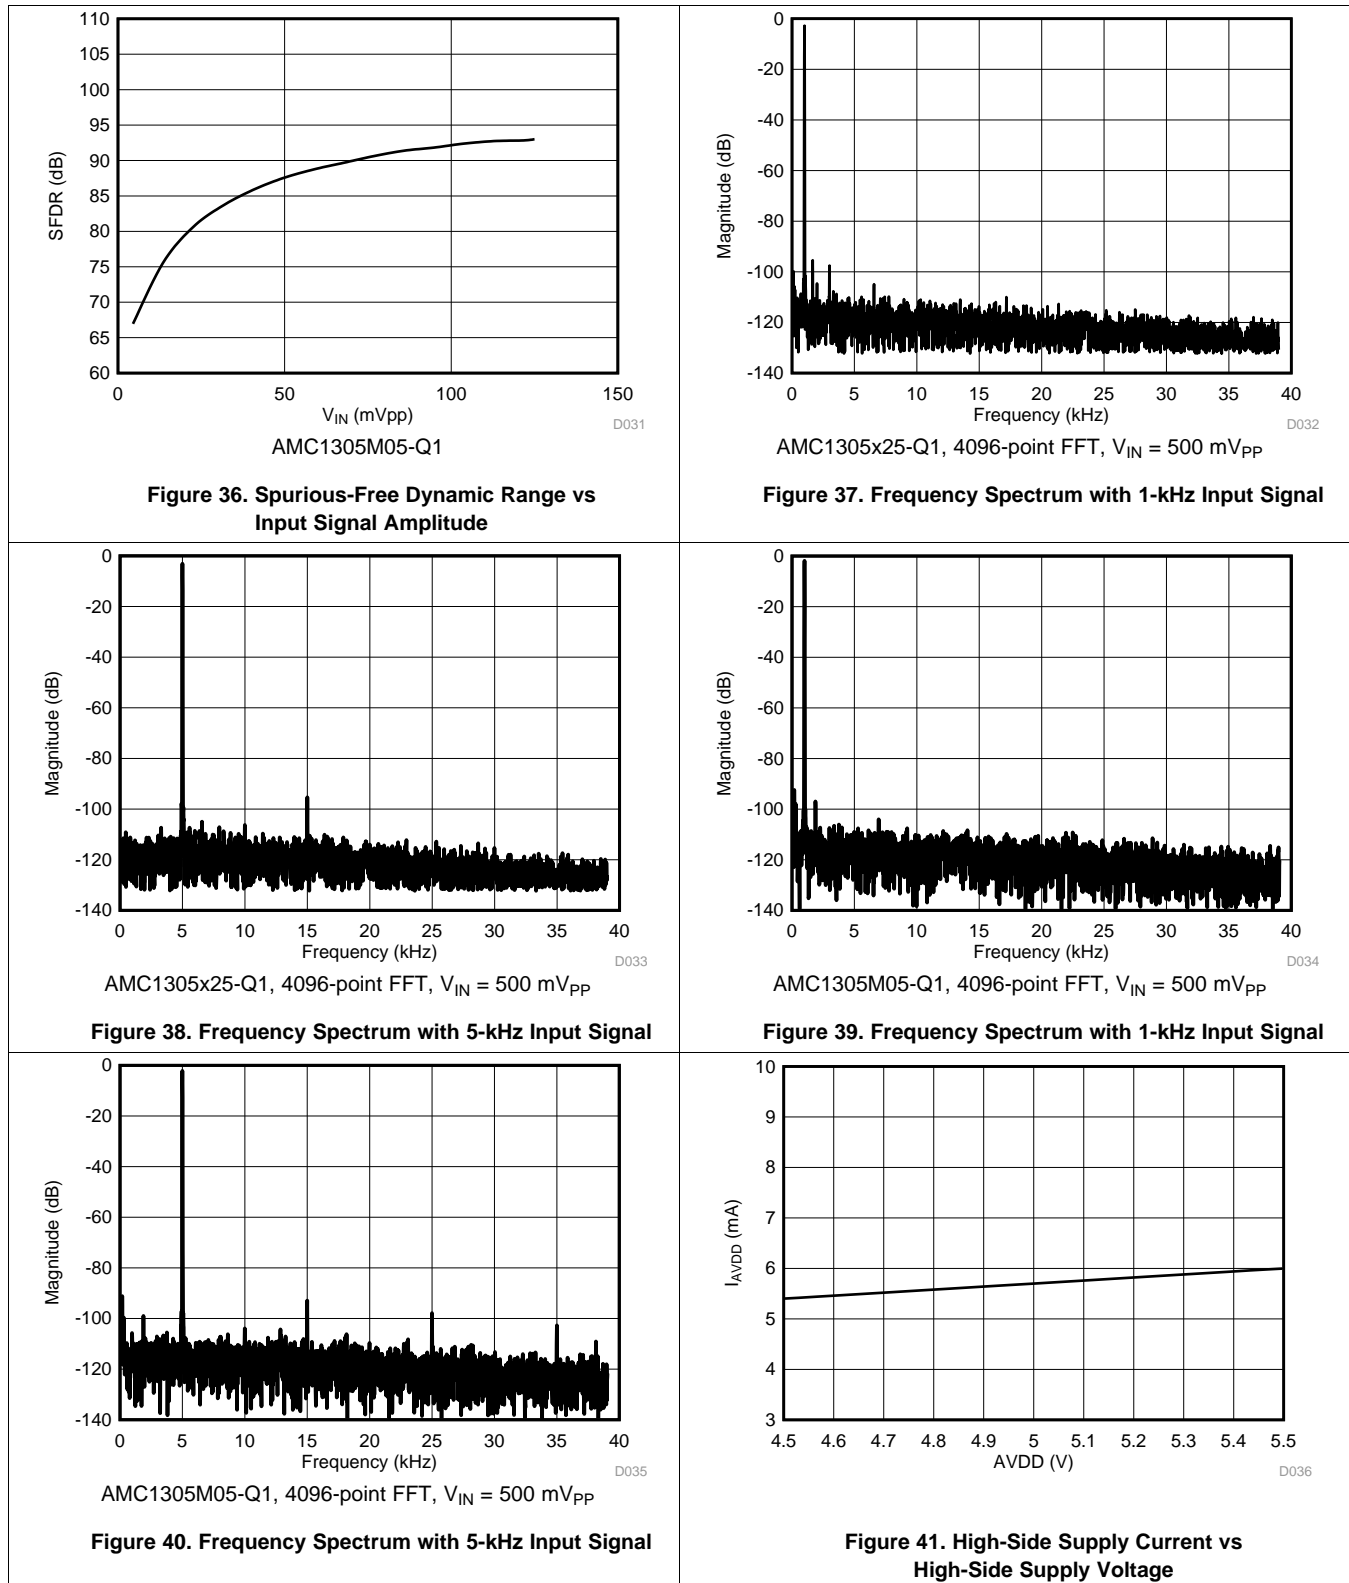 110
105
100
95
90
85
80
75
70
65
60
SFDR (dB)
0 50 100 150
VIN (mVpp)
D031
AMC1305M05-Q1
Figure 36. Spurious-Free Dynamic Range vs
Input Signal Amplitude
0
-20
-40
-60
-80
-100
-120
-140
Magnitude (dB)
0 5 10 15 20 25 30 35 40
Frequency (kHz)
D032
AMC1305x25-Q1, 4096-point FFT, VIN = 500 mVPP
Figure 37. Frequency Spectrum with 1-kHz Input Signal
0
-20
-40
-60
-80
-100
-120
-140
Magnitude (dB)
0 5 10 15 20 25 30 35 40
Frequency (kHz)
D033
AMC1305x25-Q1, 4096-point FFT, VIN = 500 mVPP
Figure 38. Frequency Spectrum with 5-kHz Input Signal
0
-20
-40
-60
-80
-100
-120
-140
Magnitude (dB)
0 5 10 15 20 25 30 35 40
Frequency (kHz)
D034
AMC1305M05-Q1, 4096-point FFT, VIN = 500 mVPP
Figure 39. Frequency Spectrum with 1-kHz Input Signal
0
-20
-40
-60
-80
-100
-120
-140
Magnitude (dB)
0 5 10 15 20 25 30 35 40
Frequency (kHz)
D035
AMC1305M05-Q1, 4096-point FFT, VIN = 500 mVPP
Figure 40. Frequency Spectrum with 5-kHz Input Signal
10
9
8
7
6
5
4
3
IAVDD (mA)
4.5 4.6 4.7 4.8 4.9 5 5.1 5.2 5.3 5.4 5.5
AVDD (V)
D036
Figure 41. High-Side Supply Current vs
High-Side Supply Voltage